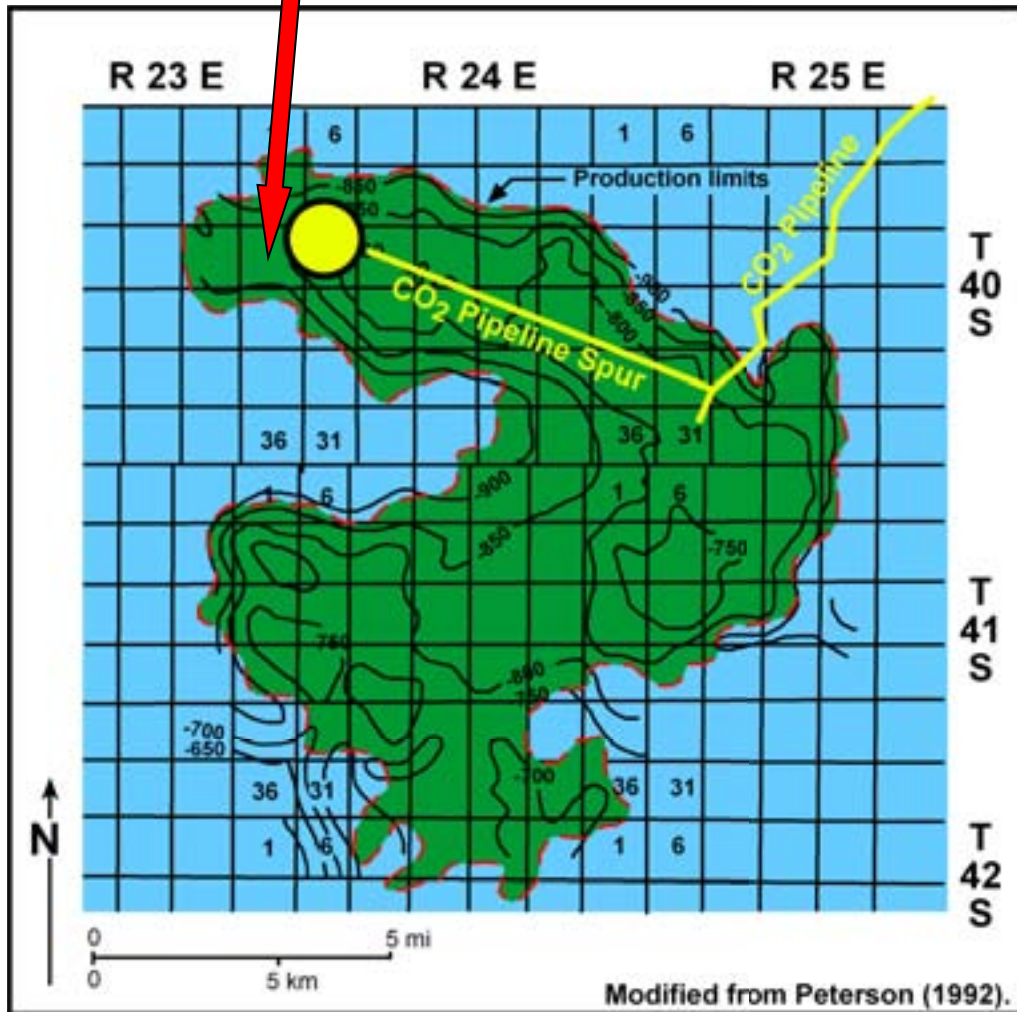 R 23 E R 24 E R 25 E
6 1 6
-850
Production limits
CO2 Pipeline
T
40
S
-900
-850
-800
CO2 Pipeline Spur
36 31 36 31
1 6 1 6
-900
-850
-750
T
41
S
750
-800
-750
-700
-650
-700
36 31 36 31
1 6 1 6
N
T
42
S
0 5 mi
0 5 km
Modified from Peterson (1992).